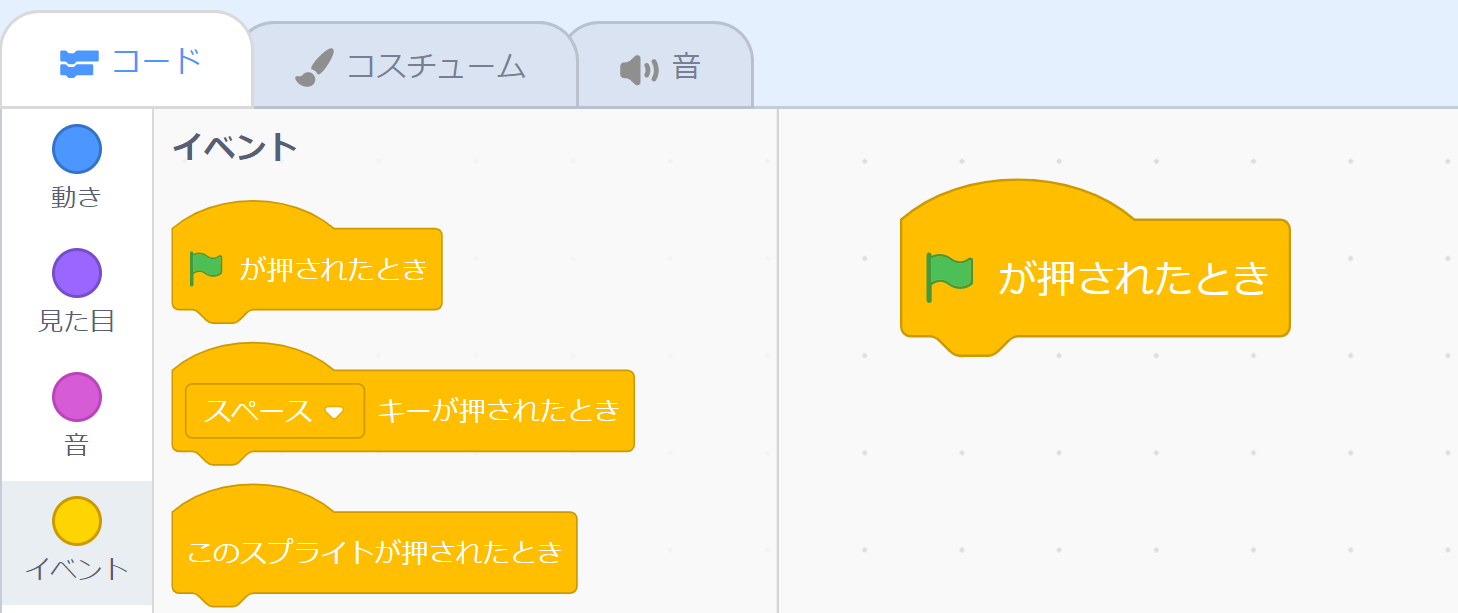 コード
コスチューム
音
動き
見た目
音
イベント
イベント
が押されたとき
スペース キーが押されたとき
このスプライトが押されたとき
が押されたとき